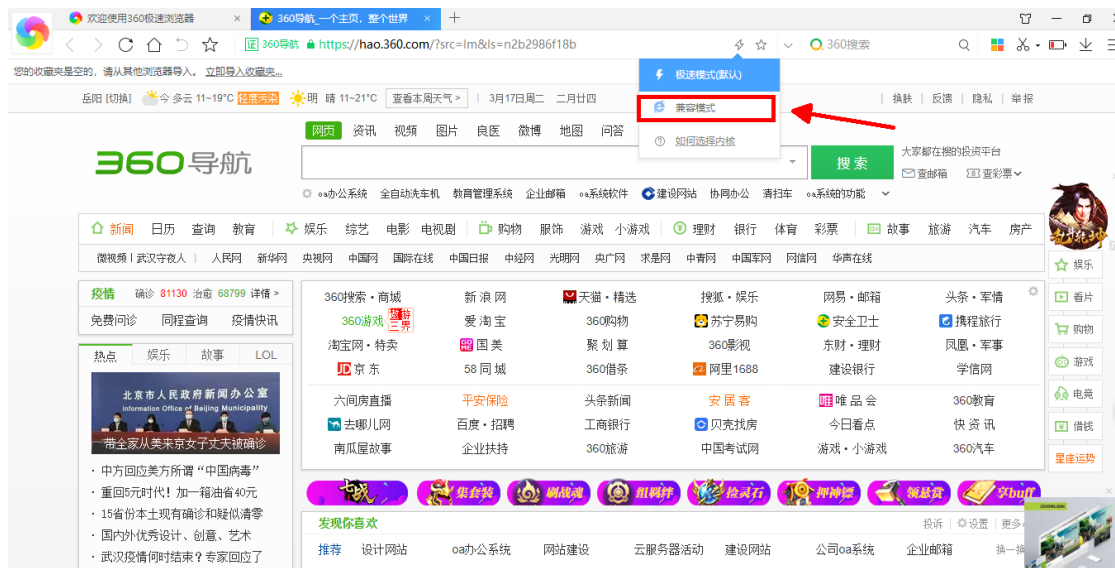 欢迎使用360极速浏览器 × 360导航_一个主页，整个世界 ×
证 360导航 https://hao.360.com/?src=lm&ls=n2b2986f18b 360搜索
您的收藏夹是空的，请从其他浏览器导入。 立即导入收藏夹...
极速模式(默认)
兼容模式
如何选择内核
岳阳 [切换] 今 多云 11~19°C 轻度污染 明 晴 11~21°C 查看本周天气 > 3月17日周二 二月廿四 换肤 反馈 隐私 举报
网页 资讯 视频 图片 良医 微博 地图 问答
360导航
搜索
大家都在搜的投资平台
查邮箱 查彩票
oa办公系统 全自动洗车机 教育管理系统 企业邮箱 oa系统软件 建设网站 协同办公 清扫车 oa系统的功能
新闻 日历 查询 教育 娱乐 综艺 电影 电视剧 购物 服饰 游戏 小游戏 理财 银行 体育 彩票 故事 旅游 汽车 房产
微视频 | 武汉守夜人 人民网 新华网 央视网 中国网 国际在线 中国日报 中经网 光明网 央广网 求是网 中青网 中国军网 网信网 华声在线
疫情 确诊 81130 治愈 68799 详情 >
免费问诊 同程查询 疫情快讯
热点 娱乐 故事 LOL
北京市人民政府新闻办公室
Information Office of Beijing Municipality
带全家从美来京女子丈夫被确诊
· 中方回应美方所谓“中国病毒”
· 重回5元时代！加一箱油省40元
· 15省份本土现有确诊和疑似清零
· 国内外优秀设计、创意、艺术
· 武汉疫情何时结束？专家回应了
360搜索・商城 新浪网 天猫・精选 搜狐・娱乐 网易・邮箱 头条・军情
360游戏 遨游三界 爱淘宝 360购物 苏宁易购 安全卫士 携程旅行
淘宝网・特卖 国美 聚划算 360影视 东财・理财 凤凰・军事
JD 京东 58同城 360借条 阿里1688 建设银行 学信网
六间房直播 平安保险 头条新闻 安居客 唯品会 360教育
去哪儿网 百度・招聘 工商银行 贝壳找房 今日看点 快资讯
南瓜屋故事 企业扶持 360旅游 中国考试网 游戏・小游戏 360汽车
集套装 刷战魂 组羁绊 捡灵石 押神镖 领悬赏 享buff
发现你喜欢 投诉 设置 更多
推荐 设计网站 oa办公系统 网站建设 云服务器活动 建设网站 公司oa系统 企业邮箱 换一换
娱乐
看片
购物
游戏
电竞
借钱
星座运势